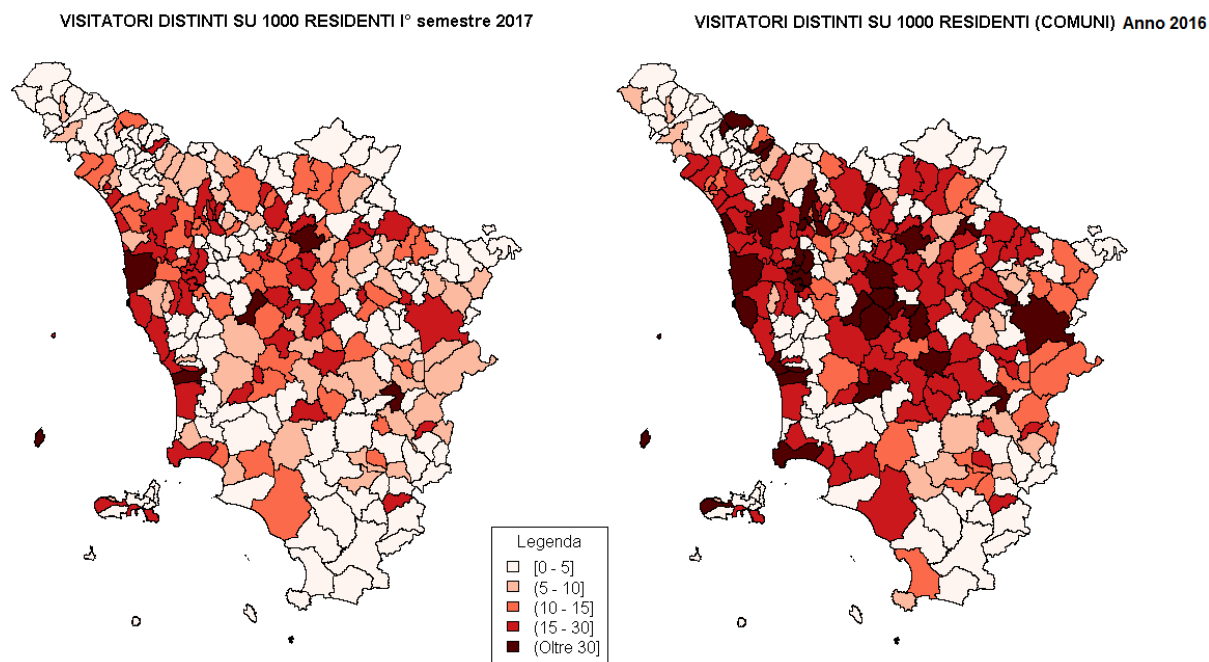 VISITATORI DISTINTI SU 1000 RESIDENTI I° semestre 2017
VISITATORI DISTINTI SU 1000 RESIDENTI (COMUNI) Anno 2016
Legenda
[0 - 5]
(5 - 10]
(10 - 15]
(15 - 30]
(Oltre 30]